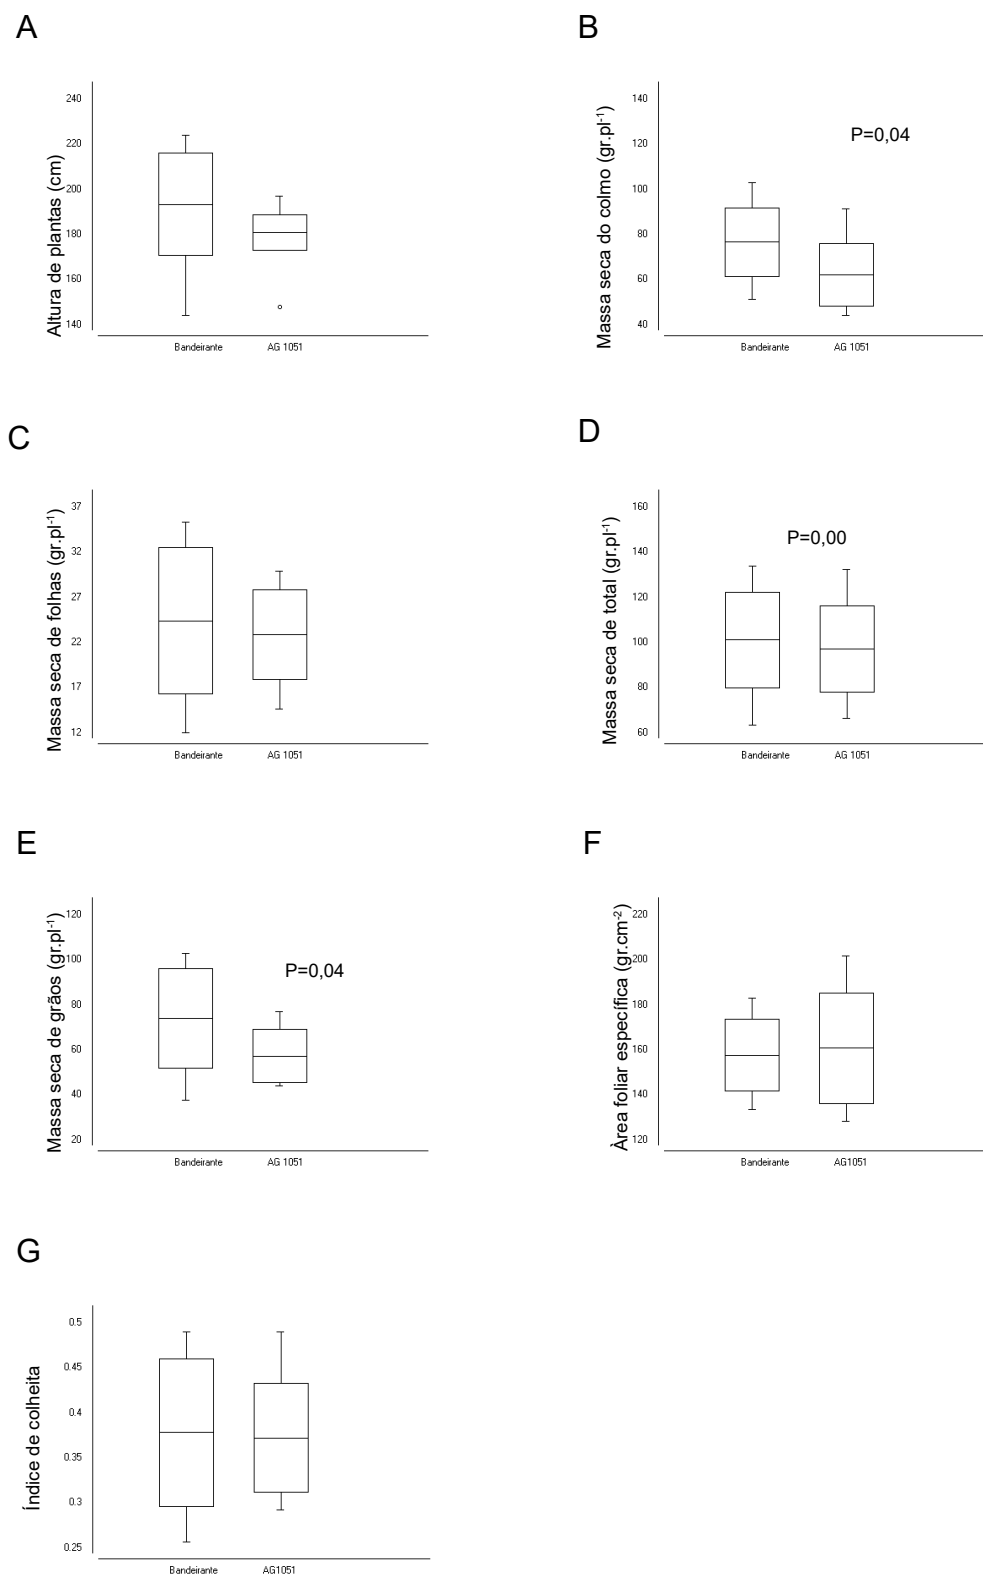 A
Altura de plantas (cm)
240
220
200
180
160
140
Bandeirante
AG 1051
B
Massa seca do colmo (gr.pl-1)
140
120
100
80
60
40
P=0,04
Bandeirante
AG 1051
C
Massa seca de folhas (gr.pl-1)
37
32
27
22
17
12
Bandeirante
AG 1051
D
Massa seca de total (gr.pl-1)
160
140
120
100
80
60
P=0,00
Bandeirante
AG 1051
E
Massa seca de grãos (gr.pl-1)
120
100
80
60
40
20
P=0,04
Bandeirante
AG 1051
F
Àrea foliar específica (gr.cm-2)
220
200
180
160
140
120
Bandeirante
AG1051
G
Índice de colheita
0.5
0.45
0.4
0.35
0.3
0.25
Bandeirante
AG1051